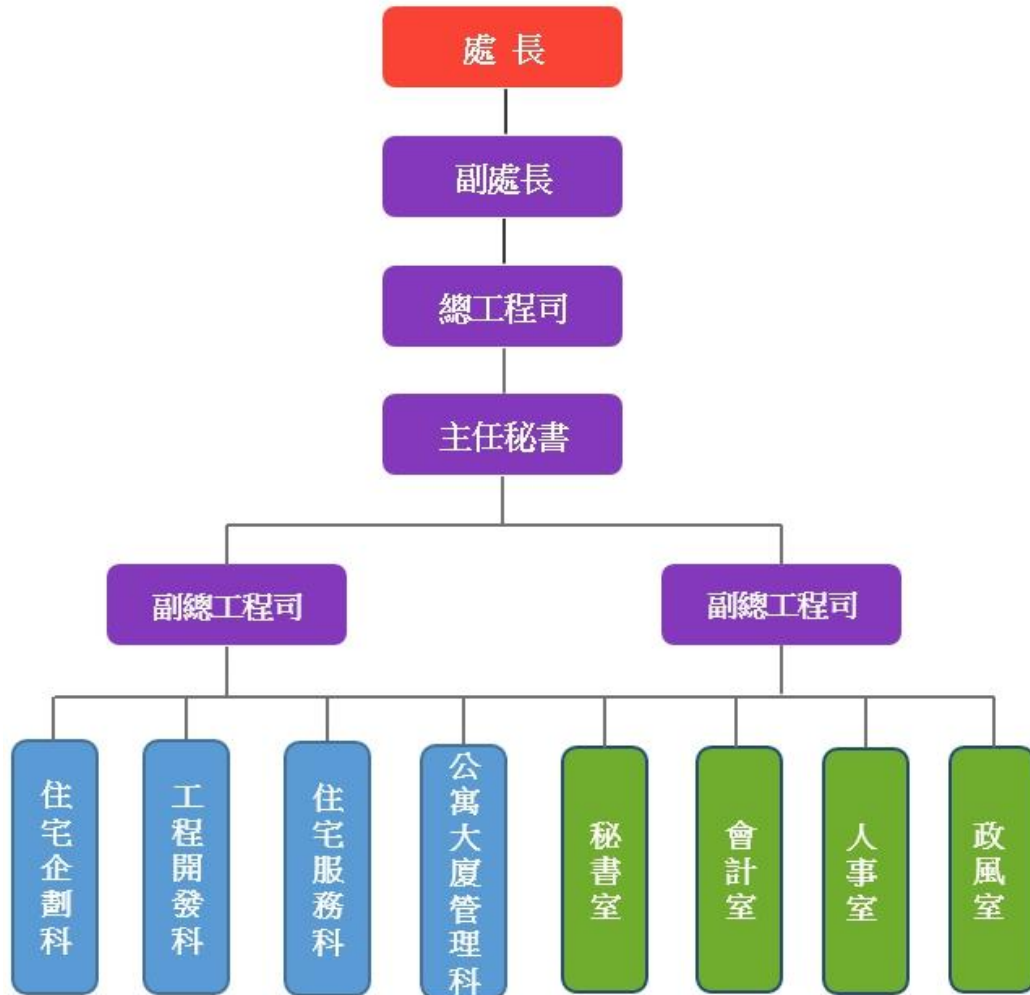 處 長
副處長
總工程司
主任秘書
副總工程司
副總工程司
住宅企劃科
工程開發科
住宅服務科
公寓大廈管理科
秘書室
會計室
人事室
政風室